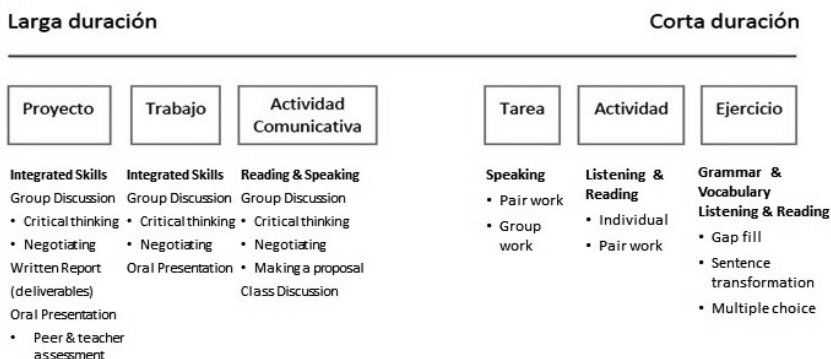 Larga duración
Corta duración
Proyecto
Trabajo
Actividad
Comunicativa
Tarea
Actividad
Ejercicio
Integrated Skills
Group Discussion
• Critical thinking
• Negotiating
Written Report
(deliverables)
Oral Presentation
• Peer & teacher
assessment
Integrated Skills
Group Discussion
• Critical thinking
• Negotiating
Oral Presentation
Reading & Speaking
Group Discussion
• Critical thinking
• Negotiating
• Making a proposal
Class Discussion
Speaking
• Pair work
• Group
work
Listening &
Reading
• Individual
• Pair work
Grammar &
Vocabulary
Listening & Reading
• Gap fill
• Sentence
transformation
• Multiple choice